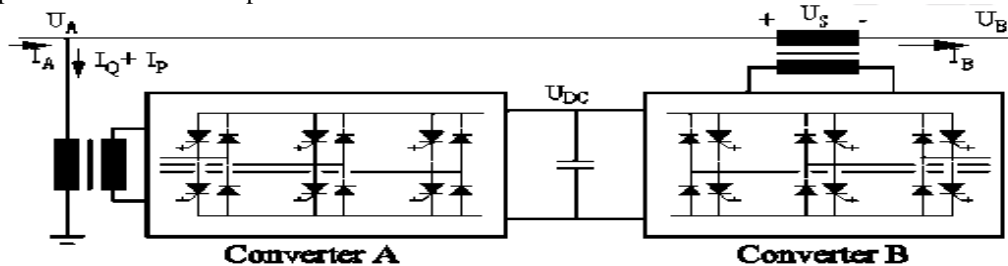 U_A
+ U_S -
U_B
I_A
I_Q + I_P
I_B
U_DC
Converter A
Converter B